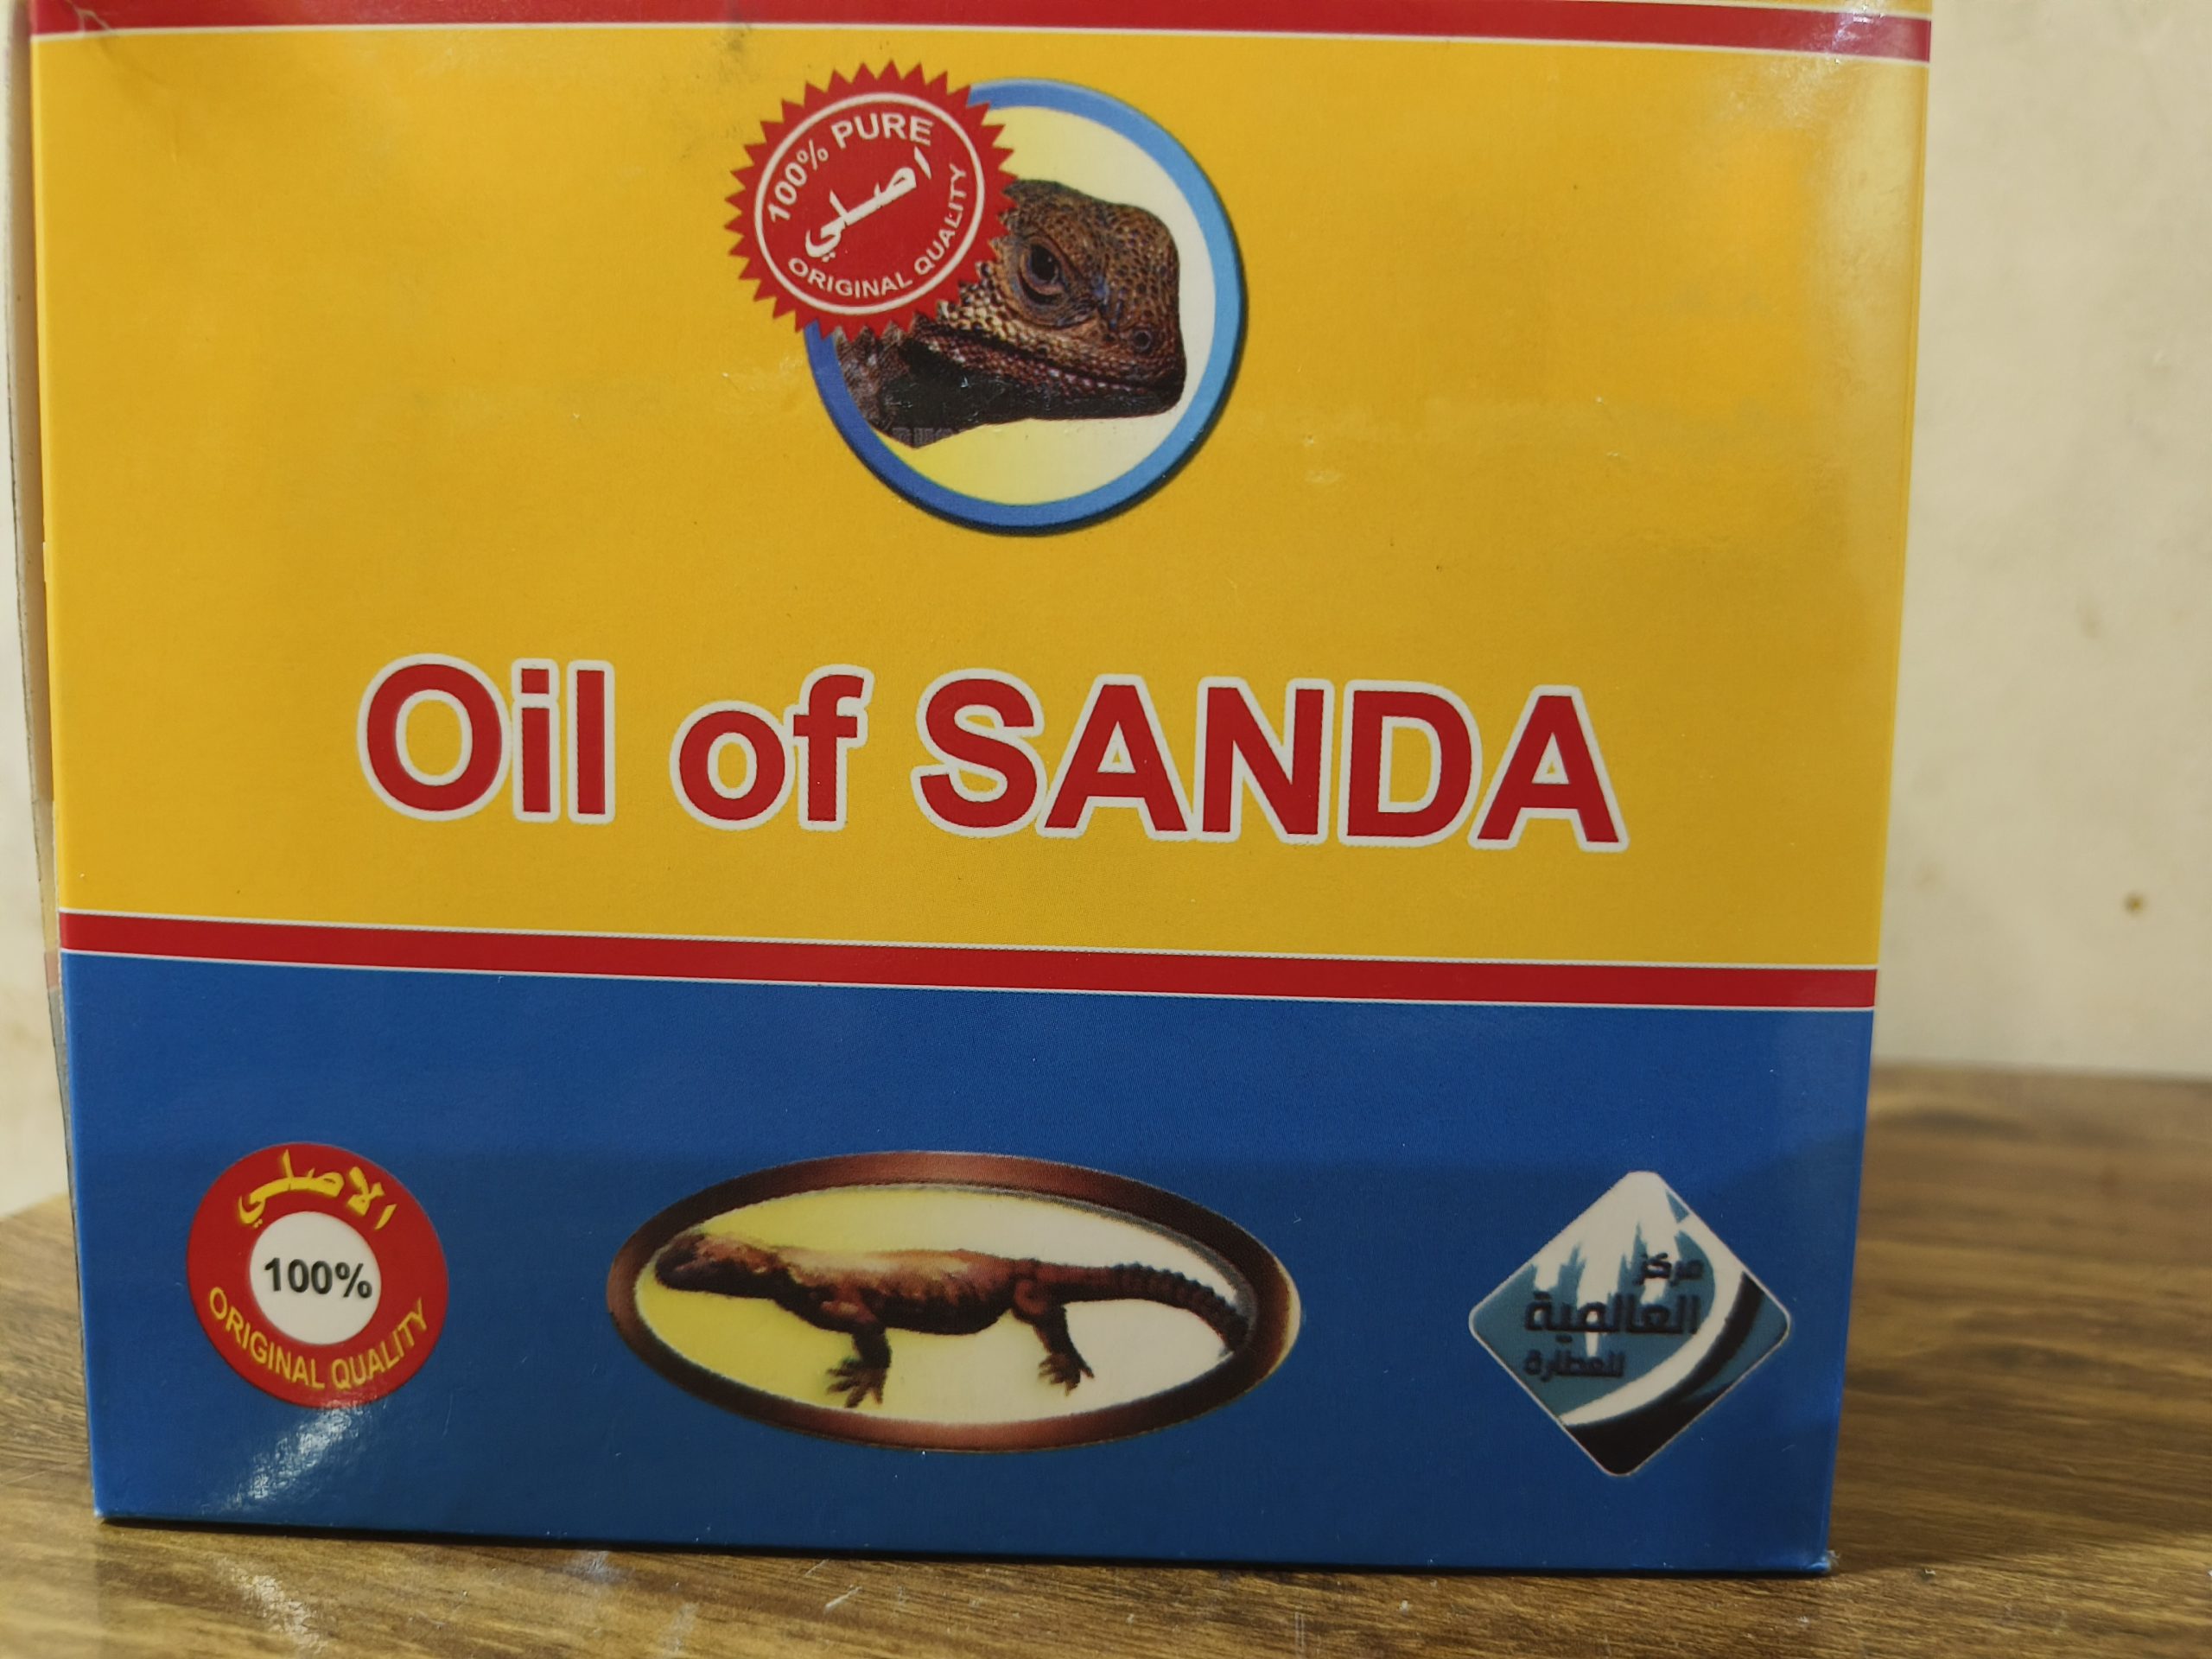 100% PURE
اصلي
ORIGINAL QUALITY
Oil of SANDA
الاصلي
100%
ORIGINAL QUALITY
مركز
العالمية
للعطارة